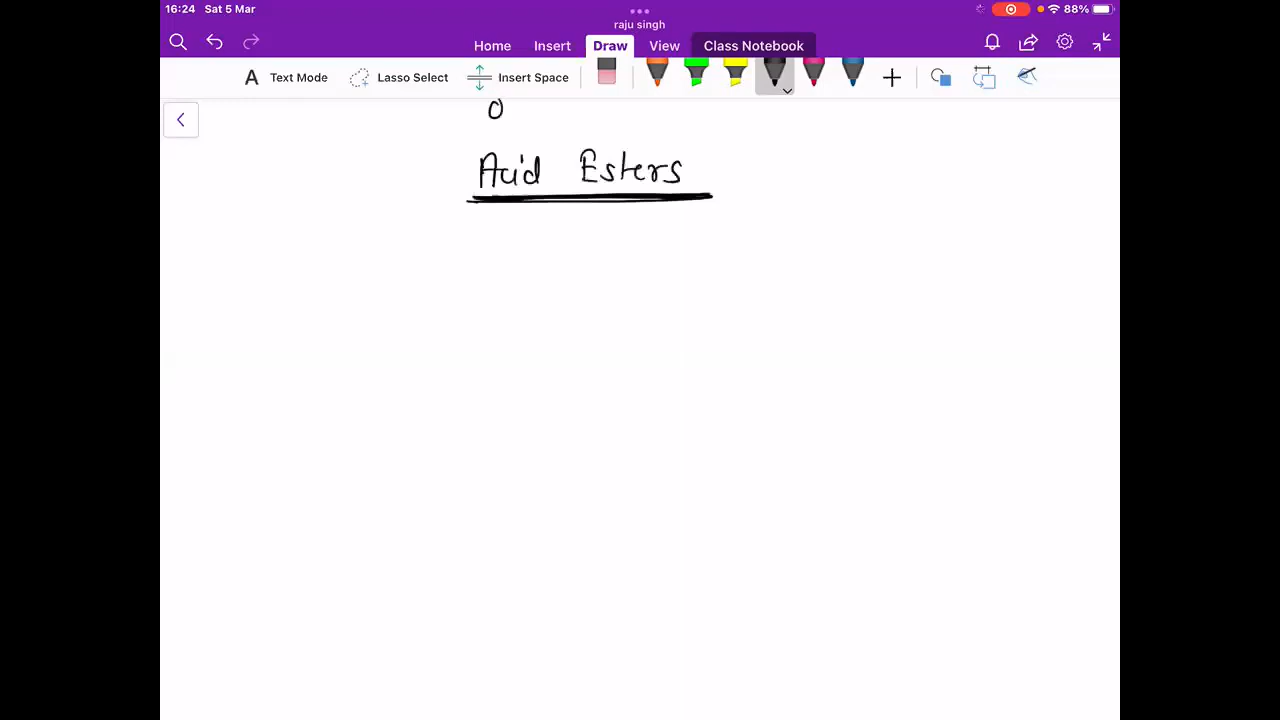 16:24 Sat 5 Mar
88%
raju singh
Home Insert Draw View Class Notebook
A Text Mode Lasso Select Insert Space
O
Acid Esters